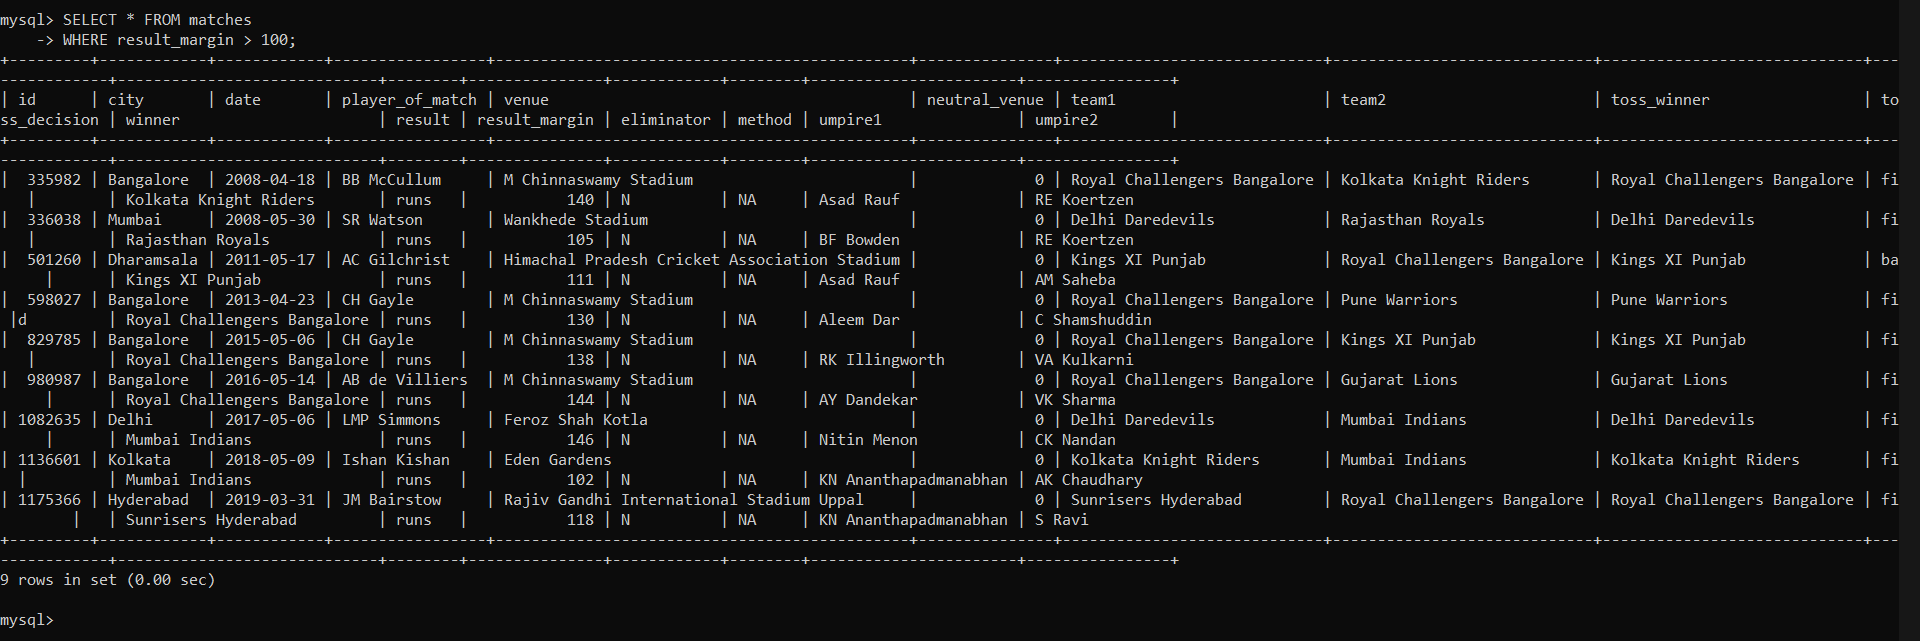 mysql> SELECT * FROM matches
    -> WHERE result_margin > 100;
+---------+------------+------------+-----------------+----------------------------------------------+---------------+-----------------------------+-----------------------------+-----------------------------+---
------------+-----------------------------+--------+---------------+------------+--------+-----------------------+----------------+
| id      | city       | date       | player_of_match | venue                                        | neutral_venue | team1                       | team2                       | toss_winner                 | to
ss_decision | winner                      | result | result_margin | eliminator | method | umpire1               | umpire2        |
+---------+------------+------------+-----------------+----------------------------------------------+---------------+-----------------------------+-----------------------------+-----------------------------+---
------------+-----------------------------+--------+---------------+------------+--------+-----------------------+----------------+
|  335982 | Bangalore  | 2008-04-18 | BB McCullum     | M Chinnaswamy Stadium                        |             0 | Royal Challengers Bangalore | Kolkata Knight Riders       | Royal Challengers Bangalore | fi
   |        | Kolkata Knight Riders       | runs   |           140 | N          | NA     | Asad Rauf             | RE Koertzen
|  336038 | Mumbai     | 2008-05-30 | SR Watson       | Wankhede Stadium                             |             0 | Delhi Daredevils            | Rajasthan Royals            | Delhi Daredevils            | fi
   |        | Rajasthan Royals            | runs   |           105 | N          | NA     | BF Bowden             | RE Koertzen
|  501260 | Dharamsala | 2011-05-17 | AC Gilchrist    | Himachal Pradesh Cricket Association Stadium |             0 | Kings XI Punjab             | Royal Challengers Bangalore | Kings XI Punjab             | ba
     |      | Kings XI Punjab             | runs   |           111 | N          | NA     | Asad Rauf             | AM Saheba
|  598027 | Bangalore  | 2013-04-23 | CH Gayle        | M Chinnaswamy Stadium                        |             0 | Royal Challengers Bangalore | Pune Warriors               | Pune Warriors               | fi
 |d         | Royal Challengers Bangalore | runs   |           130 | N          | NA     | Aleem Dar             | C Shamshuddin
|  829785 | Bangalore  | 2015-05-06 | CH Gayle        | M Chinnaswamy Stadium                        |             0 | Royal Challengers Bangalore | Kings XI Punjab             | Kings XI Punjab             | fi
   |        | Royal Challengers Bangalore | runs   |           138 | N          | NA     | RK Illingworth        | VA Kulkarni
|  980987 | Bangalore  | 2016-05-14 | AB de Villiers  | M Chinnaswamy Stadium                        |             0 | Royal Challengers Bangalore | Gujarat Lions               | Gujarat Lions               | fi
     |      | Royal Challengers Bangalore | runs   |           144 | N          | NA     | AY Dandekar           | VK Sharma
| 1082635 | Delhi      | 2017-05-06 | LMP Simmons     | Feroz Shah Kotla                             |             0 | Delhi Daredevils            | Mumbai Indians              | Delhi Daredevils            | fi
     |      | Mumbai Indians              | runs   |           146 | N          | NA     | Nitin Menon           | CK Nandan
| 1136601 | Kolkata    | 2018-05-09 | Ishan Kishan    | Eden Gardens                                 |             0 | Kolkata Knight Riders       | Mumbai Indians              | Kolkata Knight Riders       | fi
  |         | Mumbai Indians              | runs   |           102 | N          | NA     | KN Ananthapadmanabhan | AK Chaudhary
| 1175366 | Hyderabad  | 2019-03-31 | JM Bairstow     | Rajiv Gandhi International Stadium Uppal     |             0 | Sunrisers Hyderabad         | Royal Challengers Bangalore | Royal Challengers Bangalore | fi
        |   | Sunrisers Hyderabad         | runs   |           118 | N          | NA     | KN Ananthapadmanabhan | S Ravi
+---------+------------+------------+-----------------+----------------------------------------------+---------------+-----------------------------+-----------------------------+-----------------------------+---
------------+-----------------------------+--------+---------------+------------+--------+-----------------------+----------------+
9 rows in set (0.00 sec)
mysql>